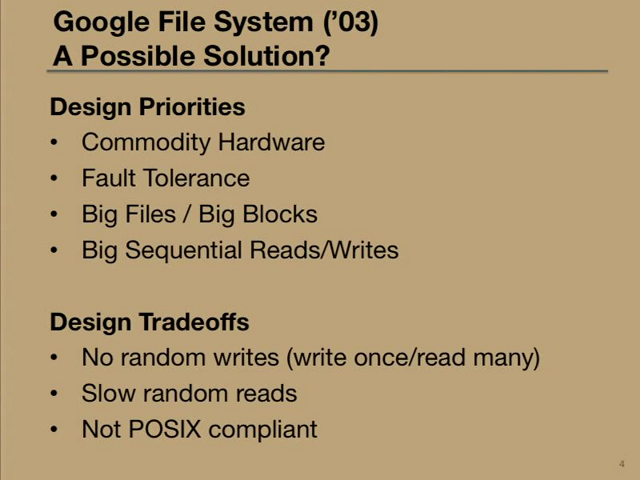 Google File System (’03)
A Possible Solution?
Design Priorities
• Commodity Hardware
• Fault Tolerance
• Big Files / Big Blocks
• Big Sequential Reads/Writes
Design Tradeoffs
• No random writes (write once/read many)
• Slow random reads
• Not POSIX compliant
4